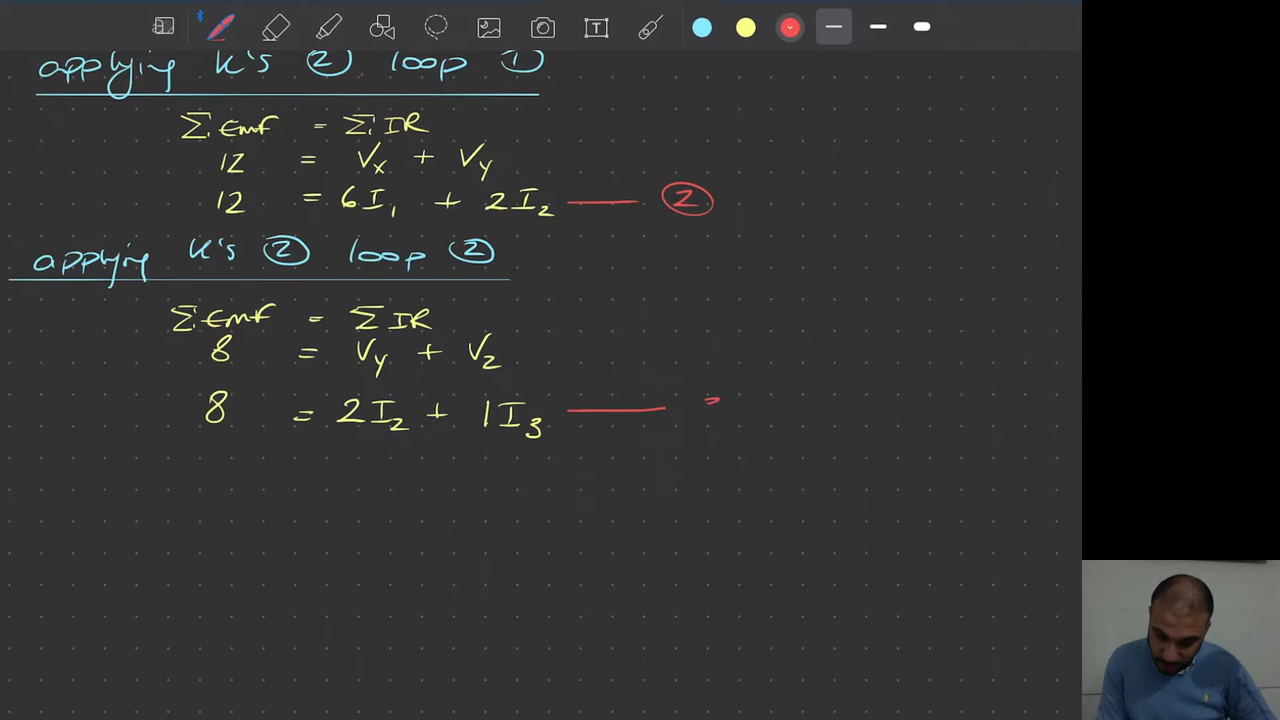 applying K's ② loop ①
Σ Emf = Σ IR
12 = Vx + Vy
12 = 6I₁ + 2I₂ —— ②
applying K's ② loop ②
Σ Emf = Σ IR
8 = Vy + Vz
8 = 2I₂ + 1I₃ ——